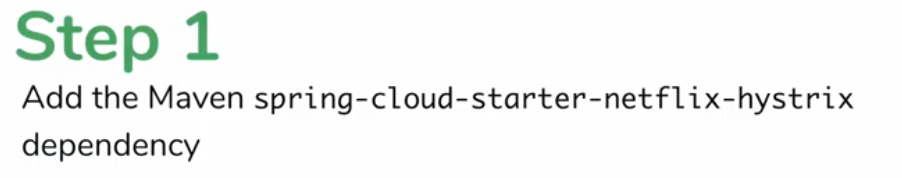 Step 1
Add the Maven spring-cloud-starter-netflix-hystrix
dependency